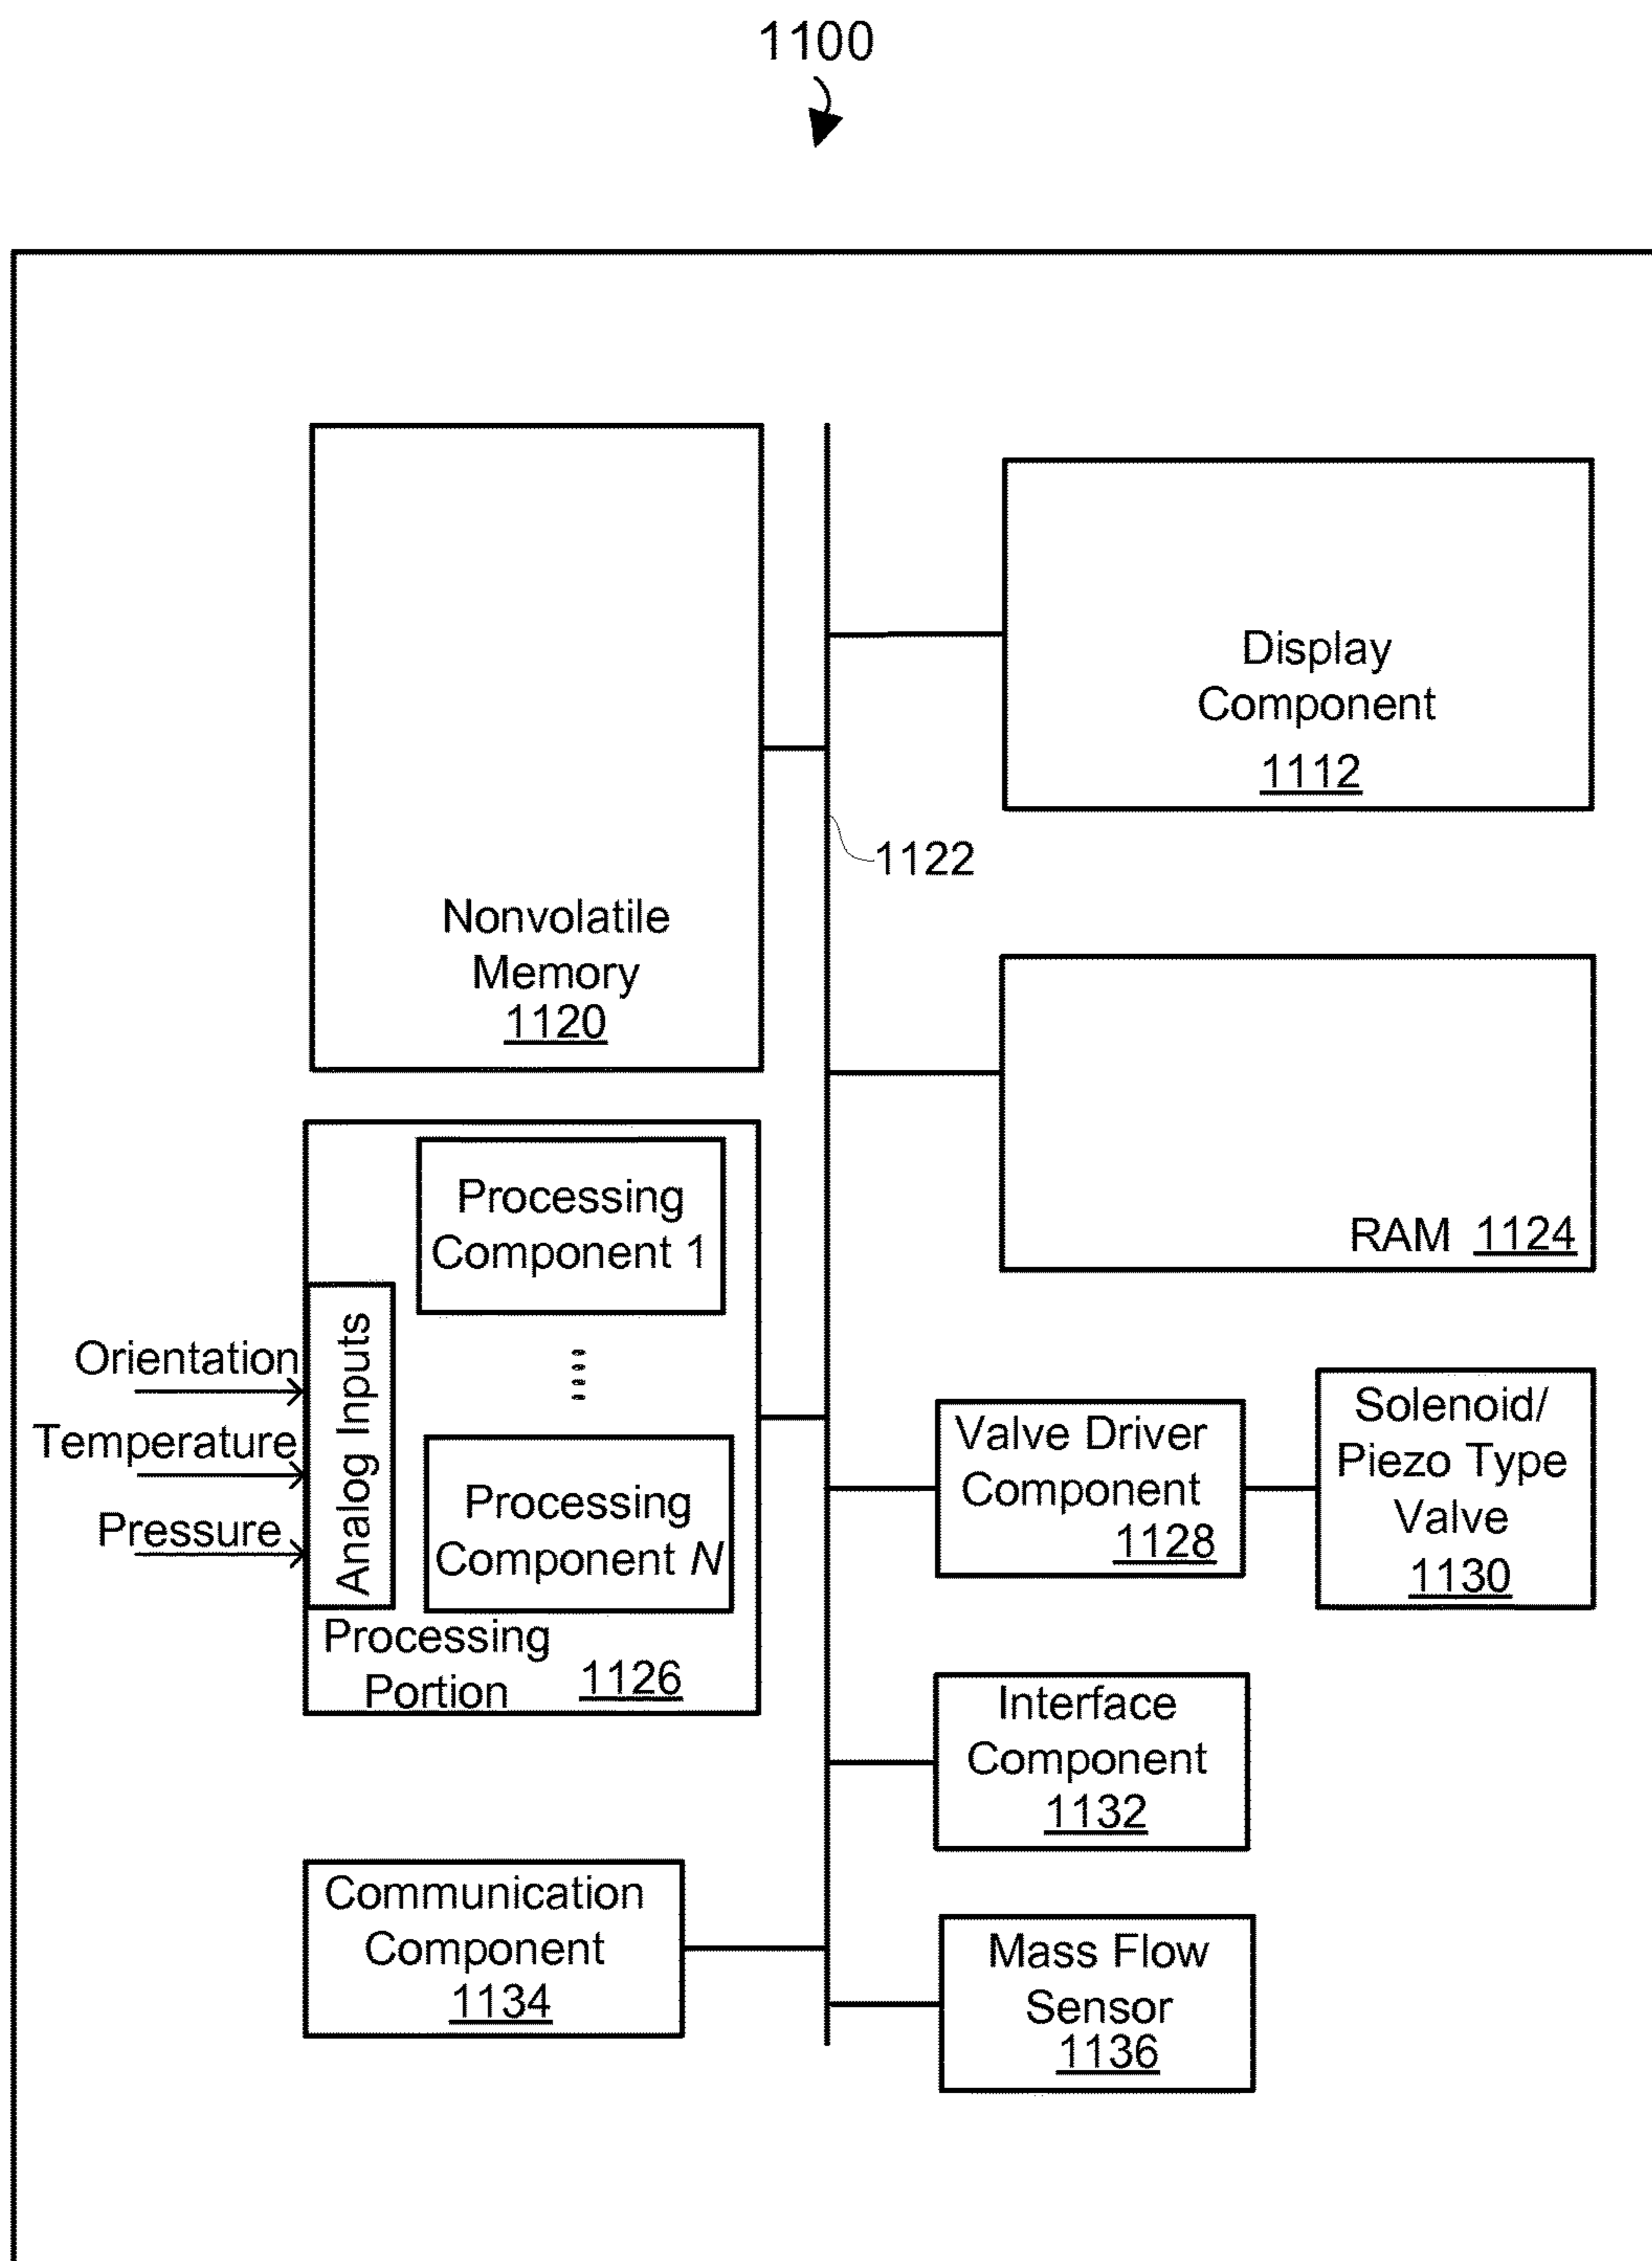 1100
Display
Component
1112
1122
Nonvolatile
Memory
1120
RAM 1124
Processing
Component 1
Orientation
Temperature
Pressure
Analog Inputs
Processing
Component N
Processing
Portion 1126
Valve Driver
Component
1128
Solenoid/
Piezo Type
Valve
1130
Interface
Component
1132
Communication
Component
1134
Mass Flow
Sensor
1136